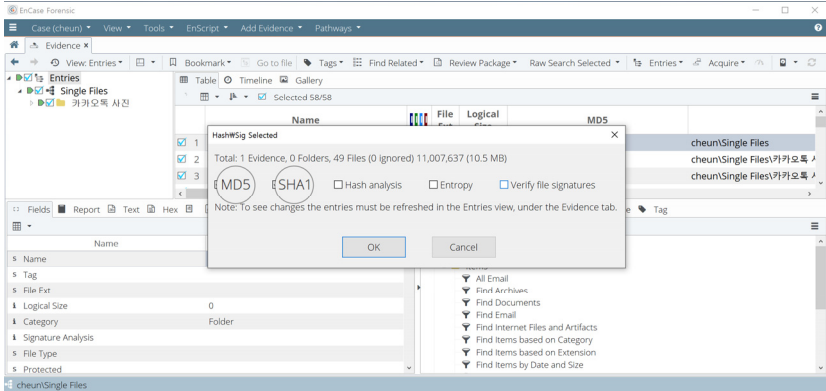 EnCase Forensic
Case (cheun) View Tools EnScript Add Evidence Pathways
Evidence
View: Entries Bookmark Go to file Tags Find Related Review Package Raw Search Selected Entries Acquire
Entries
Single Files
카카오톡 사진
Table Timeline Gallery
Selected 58/58
Name File Ext Logical Size MD5
1 cheun\Single Files
2 cheun\Single Files\카카오톡 사
3 cheun\Single Files\카카오톡 사
Hash₩Sig Selected
Total: 1 Evidence, 0 Folders, 49 Files (0 ignored) 11,007,637 (10.5 MB)
MD5 SHA1 Hash analysis Entropy Verify file signatures
Note: To see changes the entries must be refreshed in the Entries view, under the Evidence tab.
OK Cancel
Fields Report Text Hex Tag
Name
Name
Tag
File Ext
Logical Size 0
Category Folder
Signature Analysis
File Type
Protected
Items
All Email
Find Archives
Find Documents
Find Email
Find Internet Files and Artifacts
Find Items based on Category
Find Items based on Extension
Find Items by Date and Size
cheun\Single Files